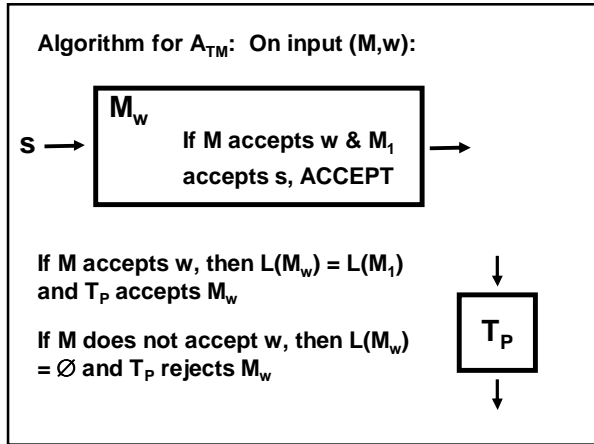 Algorithm for A_TM: On input (M,w):
M_w
s
If M accepts w & M_1
accepts s, ACCEPT
If M accepts w, then L(M_w) = L(M_1)
and T_P accepts M_w
If M does not accept w, then L(M_w)
= ∅ and T_P rejects M_w
T_P